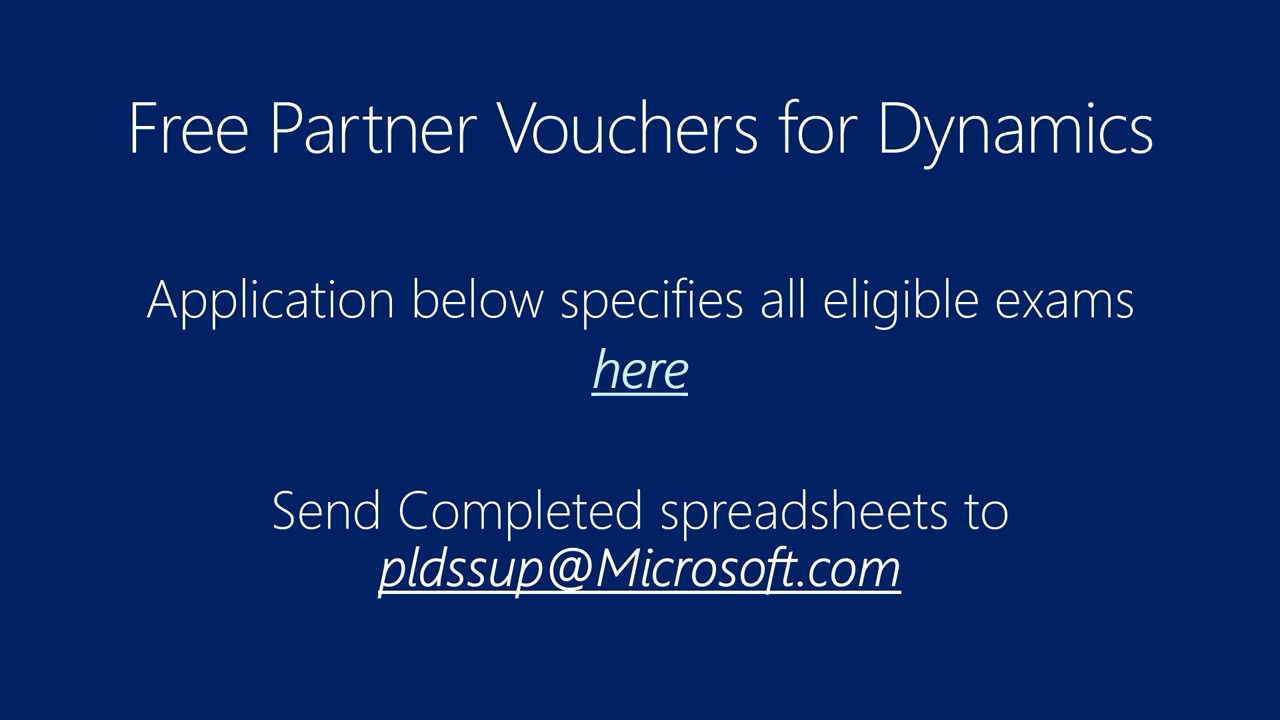 Free Partner Vouchers for Dynamics
Application below specifies all eligible exams
here
Send Completed spreadsheets to
pldssup@Microsoft.com